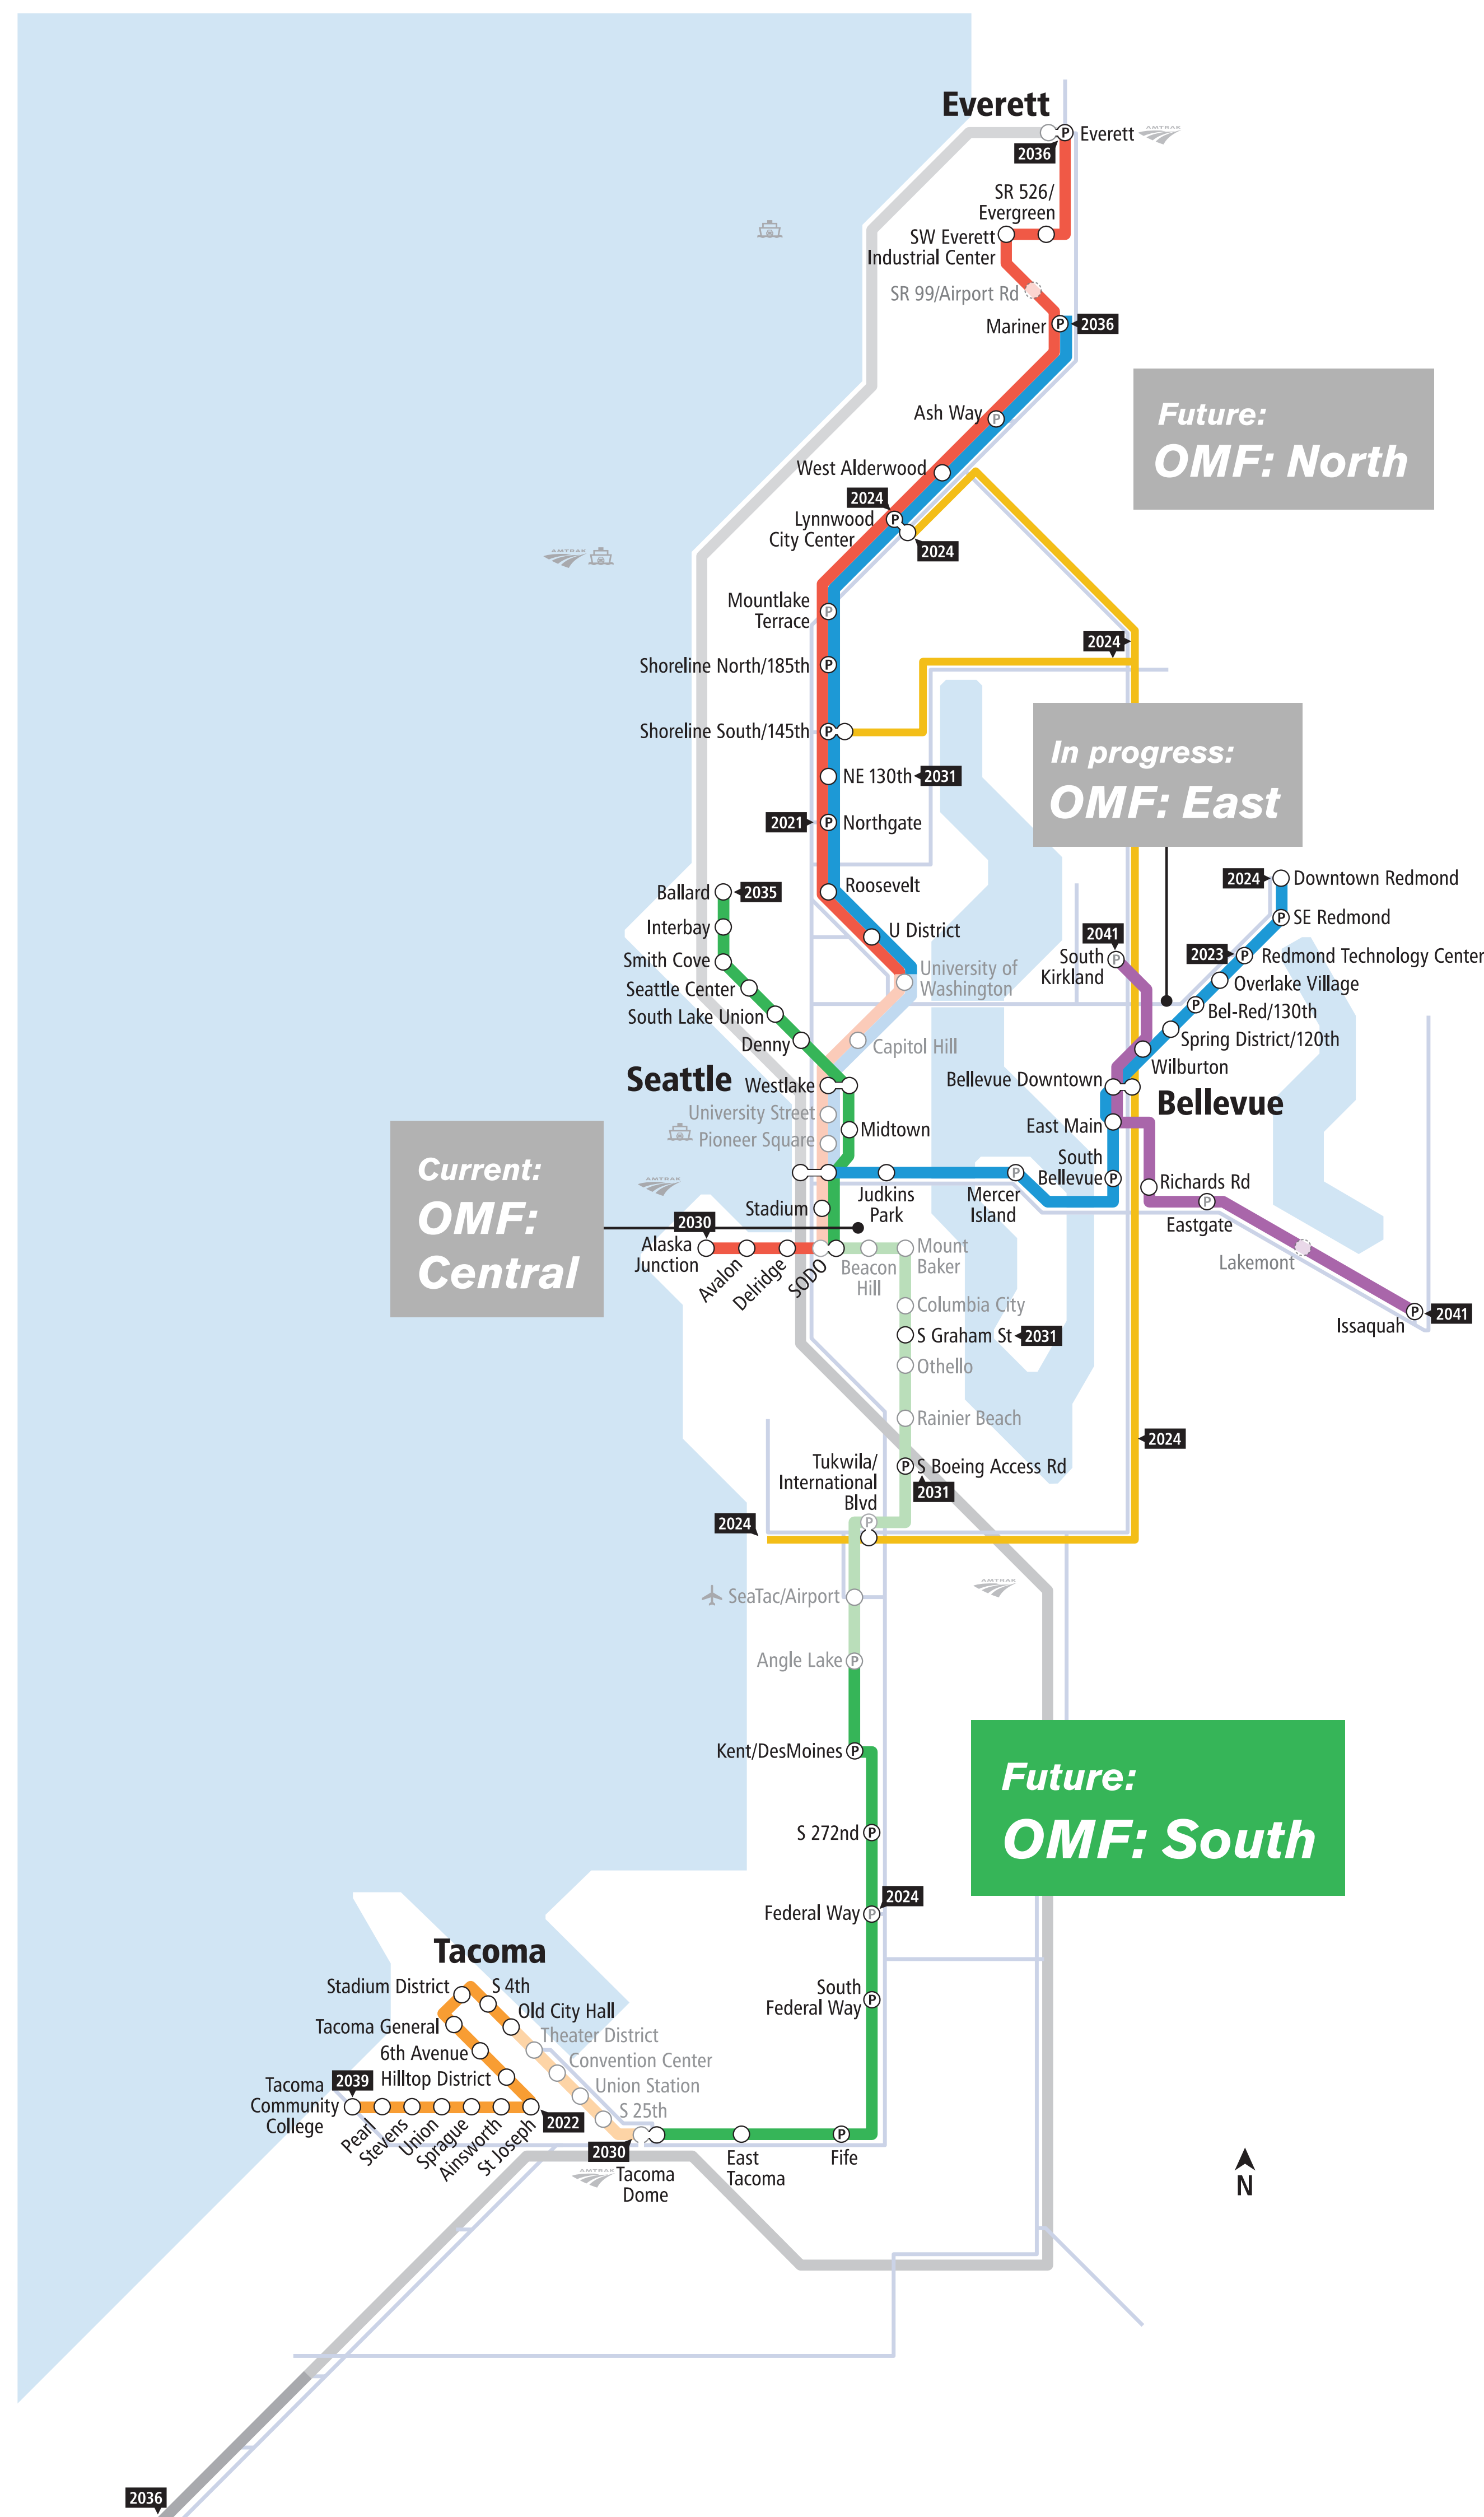 Everett
Everett
AMTRAK
2036
SR 526/
Evergreen
SW Everett
Industrial Center
SR 99/Airport Rd
P
Mariner
P
2036
Future:
OMF: North
Ash Way
P
West Alderwood
2024
Lynnwood
City Center
P
2024
Mountlake
Terrace
P
2024
Shoreline North/185th
P
Shoreline South/145th
P
In progress:
OMF: East
NE 130th
2031
2021
P
Northgate
Ballard
2035
Roosevelt
2024
Downtown Redmond
Interbay
U District
P
SE Redmond
2041
South
Kirkland
P
2023
P
Redmond Technology Center
Smith Cove
University of
Washington
Overlake Village
Seattle Center
P
Bel-Red/130th
South Lake Union
Spring District/120th
Denny
Capitol Hill
Wilburton
Seattle
Westlake
Bellevue Downtown
Bellevue
University Street
Pioneer Square
Midtown
East Main
Current:
OMF:
Central
AMTRAK
Judkins
Park
Mercer
Island
P
South
Bellevue
P
Richards Rd
P
Eastgate
Stadium
2030
Alaska
Junction
Avalon
Delridge
SODO
Beacon
Hill
Mount
Baker
Lakemont
Columbia City
Issaquah
P
2041
S Graham St
2031
Othello
Rainier Beach
2024
Tukwila/
International
Blvd
P
P
S Boeing Access Rd
2031
2024
AMTRAK
SeaTac/Airport
Angle Lake
P
Kent/DesMoines
P
Future:
OMF: South
S 272nd
P
2024
Federal Way
P
Tacoma
South
Federal Way
P
Stadium District
S 4th
Old City Hall
Tacoma General
Theater District
6th Avenue
Convention Center
Hilltop District
Union Station
2039
Tacoma
Community
College
S 25th
2022
Pearl
Stevens
Union
Sprague
Ainsworth
St Joseph
2030
Tacoma
Dome
East
Tacoma
P
Fife
AMTRAK
N
2036
AMTRAK
P